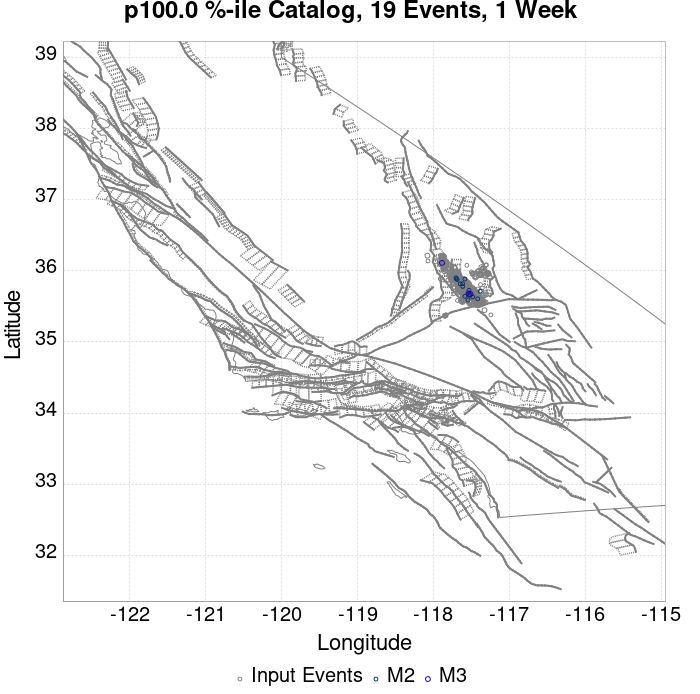 p100.0 %-ile Catalog, 19 Events, 1 Week
39
38
37
36
35
34
33
32
Latitude
-122
-121
-120
-119
-118
-117
-116
-115
Longitude
Input Events
M2
M3